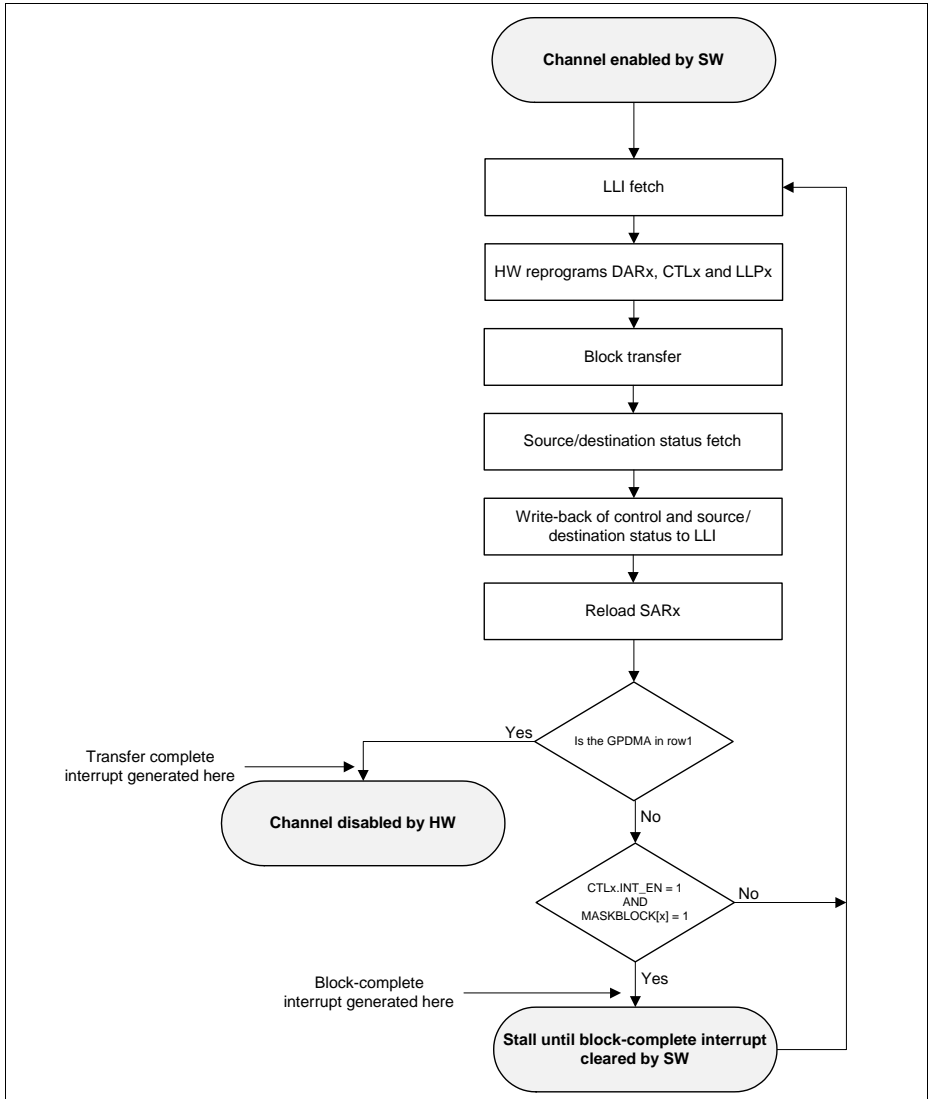 Channel enabled by SW
LLI fetch
HW reprograms DARx, CTLx and LLPx
Block transfer
Source/destination status fetch
Write-back of control and source/
destination status to LLI
Reload SARx
Is the GPDMA in row1
Yes
Transfer complete
interrupt generated here
Channel disabled by HW
No
CTLx.INT_EN = 1
AND
MASKBLOCK[x] = 1
No
Yes
Block-complete
interrupt generated here
Stall until block-complete interrupt
cleared by SW